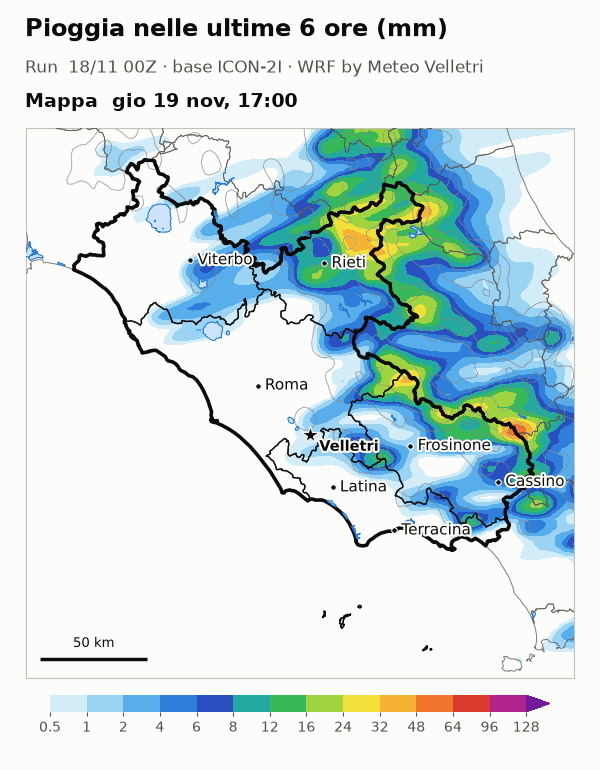 Pioggia nelle ultime 6 ore (mm)
Run  18/11 00Z · base ICON-2I · WRF by Meteo Velletri
Mappa  gio 19 nov, 17:00
Viterbo
Rieti
Roma
Velletri
Frosinone
Cassino
Latina
Terracina
50 km
0.5 1 2 4 6 8 12 16 24 32 48 64 96 128